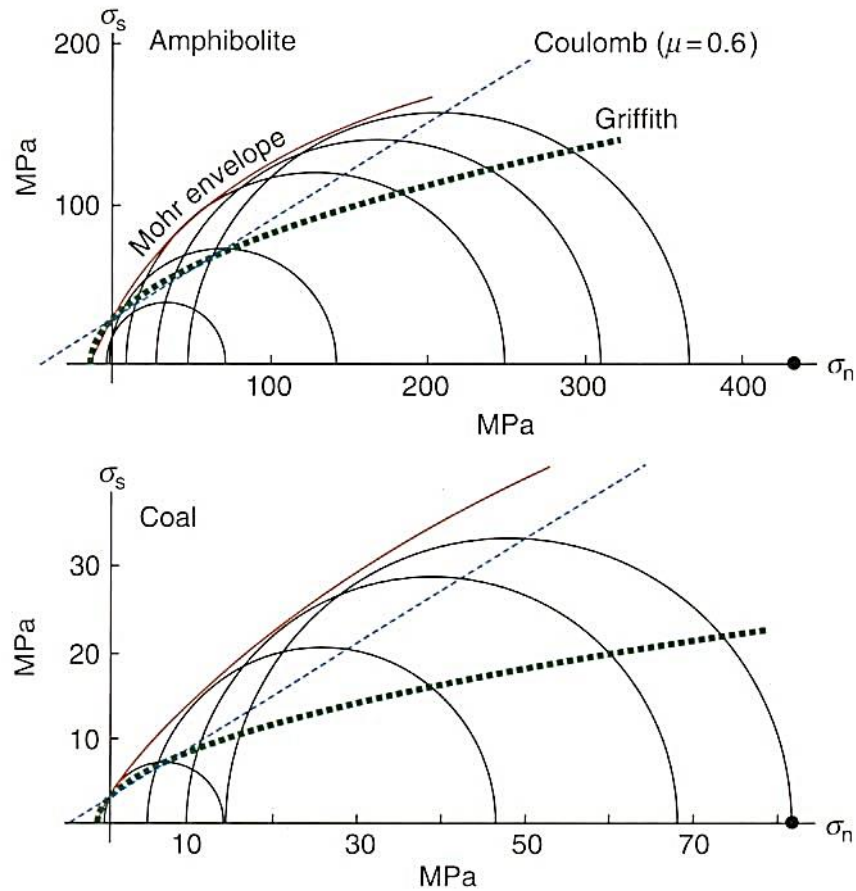 σs
Amphibolite
Coulomb (μ = 0.6)
200
Griffith
Mohr envelope
MPa
100
σn
100
200
300
400
MPa
σs
Coal
30
MPa
20
10
σn
10
30
50
70
MPa